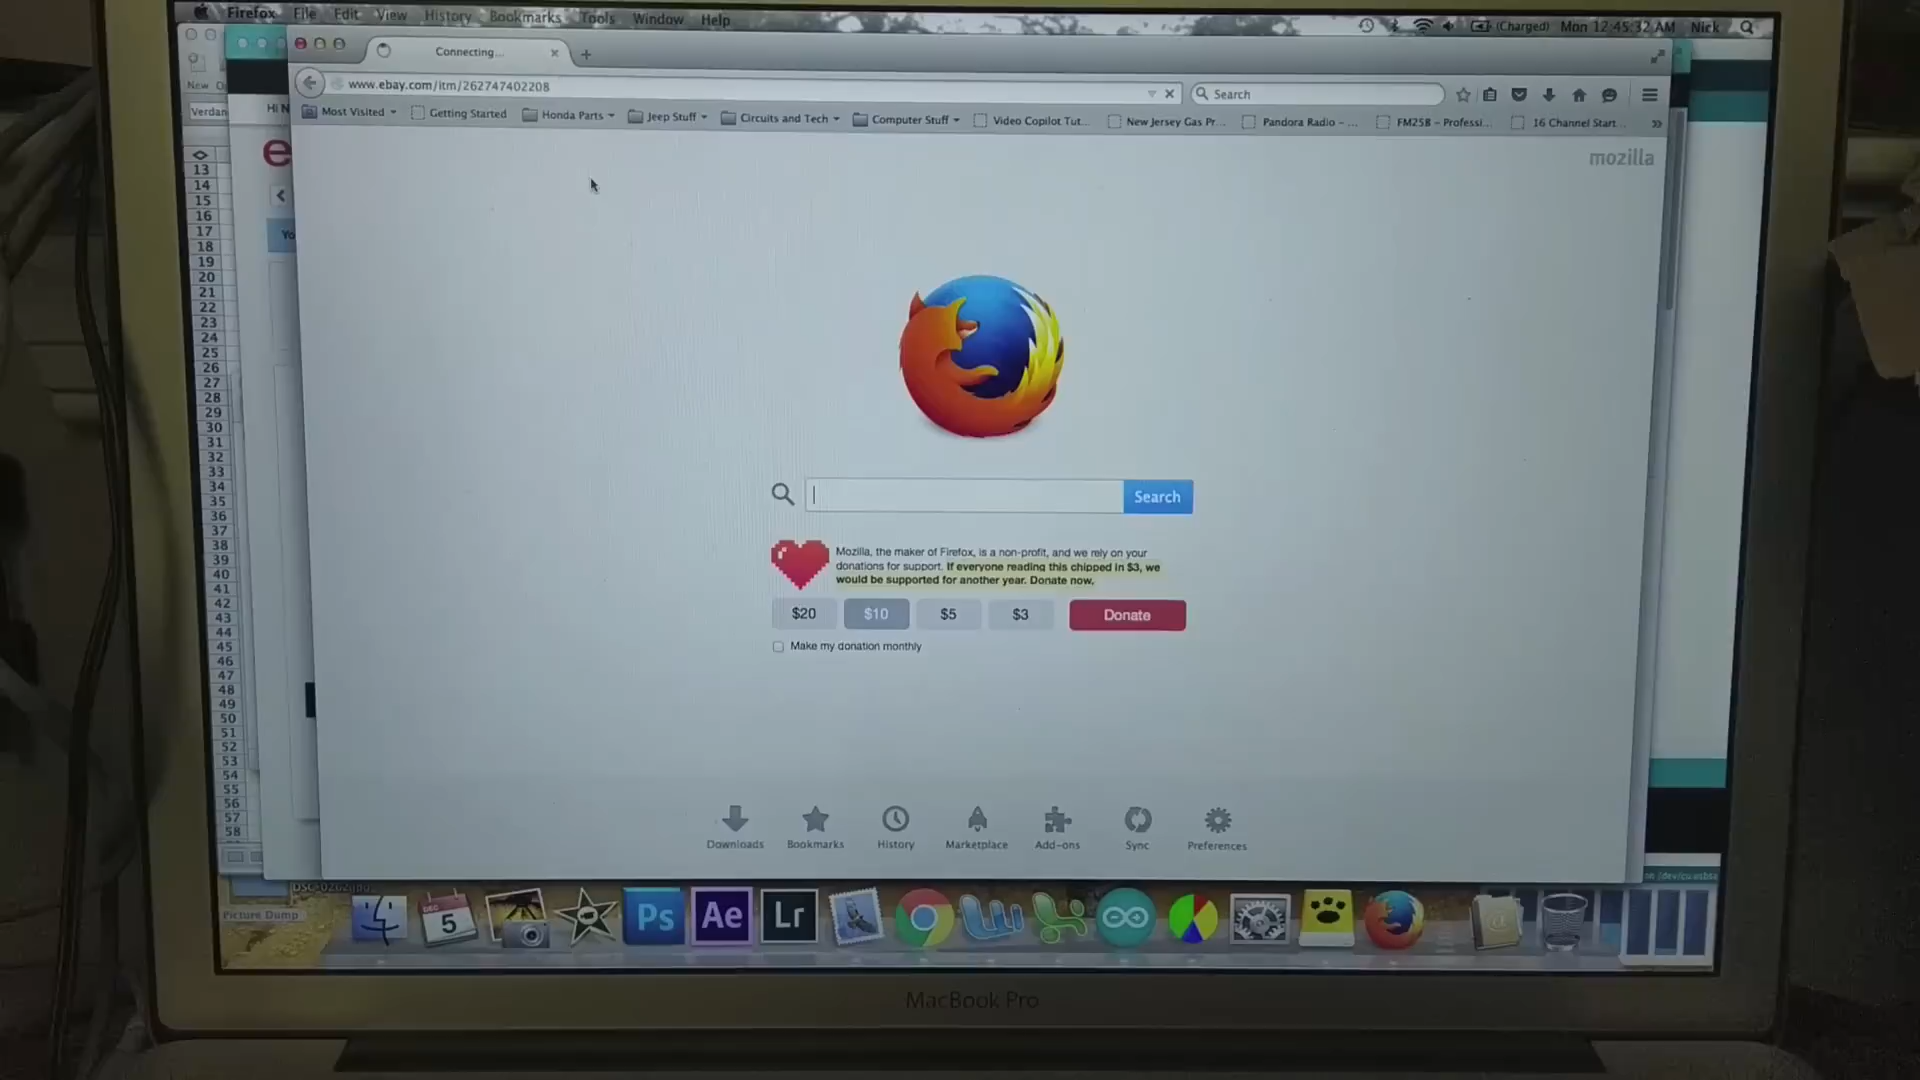 Firefox File Edit View History Bookmarks Tools Window Help (Charged) Mon 12:45:32 AM Nick
Connecting...
www.ebay.com/itm/262747402208
Search
New
Verdan
Hi N
Most Visited
Getting Started
Honda Parts
Jeep Stuff
Circuits and Tech
Computer Stuff
Video Copilot Tut...
New Jersey Gas Pr...
Pandora Radio – ...
FM25B – Professi...
16 Channel Start...
mozilla
e
Yo
13
14
15
16
17
18
19
20
21
22
23
24
25
26
27
28
29
30
31
32
33
34
35
36
37
38
39
40
41
42
43
44
45
46
47
48
49
50
51
52
53
54
55
56
57
58
Search
Mozilla, the maker of Firefox, is a non-profit, and we rely on your
donations for support. If everyone reading this chipped in $3, we
would be supported for another year. Donate now.
$20 $10 $5 $3 Donate
Make my donation monthly
Downloads Bookmarks History Marketplace Add-ons Sync Preferences
Picture Dump
DEC
5
Ps Ae Lr
MacBook Pro